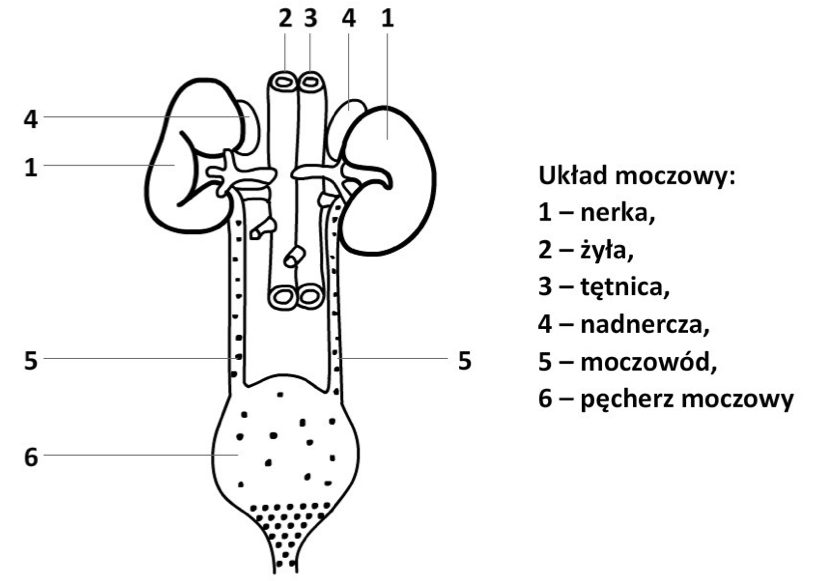 2 3 4 1
4
1
5 5
6
Układ moczowy:
1 – nerka,
2 – żyła,
3 – tętnica,
4 – nadnercza,
5 – moczowód,
6 – pęcherz moczowy